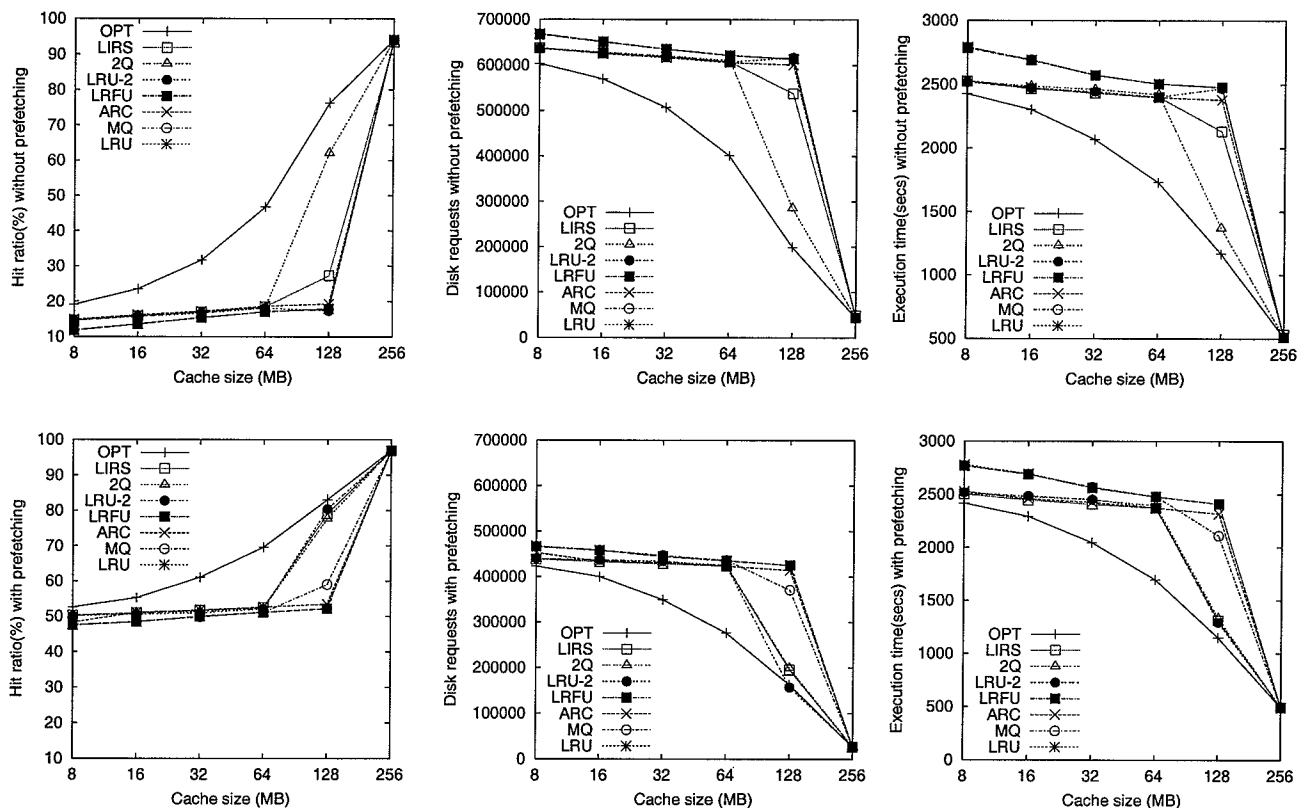 Hit ratio(%) without prefetching
100
90
80
70
60
50
40
30
20
10
OPT
LIRS
2Q
LRU-2
LRFU
ARC
MQ
LRU
8 16 32 64 128 256
Cache size (MB)
Disk requests without prefetching
700000
600000
500000
400000
300000
200000
100000
0
OPT
LIRS
2Q
LRU-2
LRFU
ARC
MQ
LRU
8 16 32 64 128 256
Cache size (MB)
Execution time(secs) without prefetching
3000
2500
2000
1500
1000
500
OPT
LIRS
2Q
LRU-2
LRFU
ARC
MQ
LRU
8 16 32 64 128 256
Cache size (MB)
Hit ratio(%) with prefetching
100
90
80
70
60
50
40
30
20
10
OPT
LIRS
2Q
LRU-2
LRFU
ARC
MQ
LRU
8 16 32 64 128 256
Cache size (MB)
Disk requests with prefetching
700000
600000
500000
400000
300000
200000
100000
0
OPT
LIRS
2Q
LRU-2
LRFU
ARC
MQ
LRU
8 16 32 64 128 256
Cache size (MB)
Execution time(secs) with prefetching
3000
2500
2000
1500
1000
500
0
OPT
LIRS
2Q
LRU-2
LRFU
ARC
MQ
LRU
8 16 32 64 128 256
Cache size (MB)